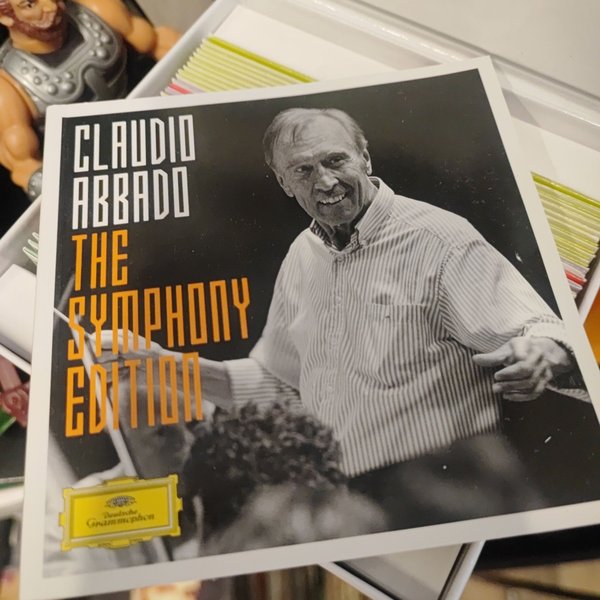 CLAUDIO
ABBADO
THE
SYMPHONY
EDITION
Deutsche
Grammophon